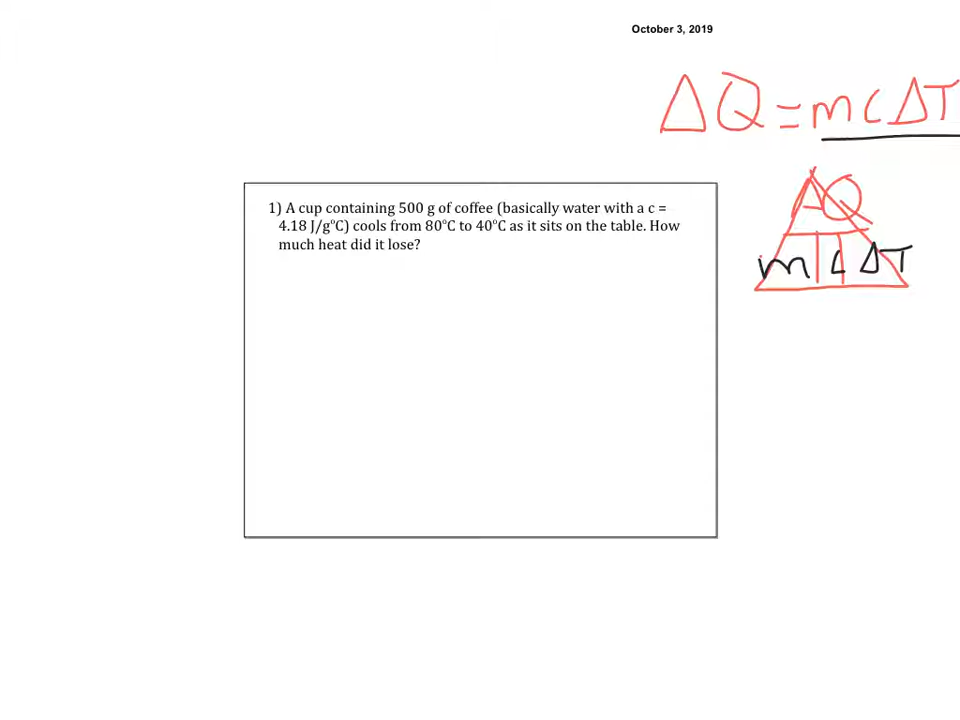 October 3, 2019
ΔQ = mcΔT
1) A cup containing 500 g of coffee (basically water with a c =
4.18 J/g°C) cools from 80°C to 40°C as it sits on the table. How
much heat did it lose?
ΔQ
m c ΔT